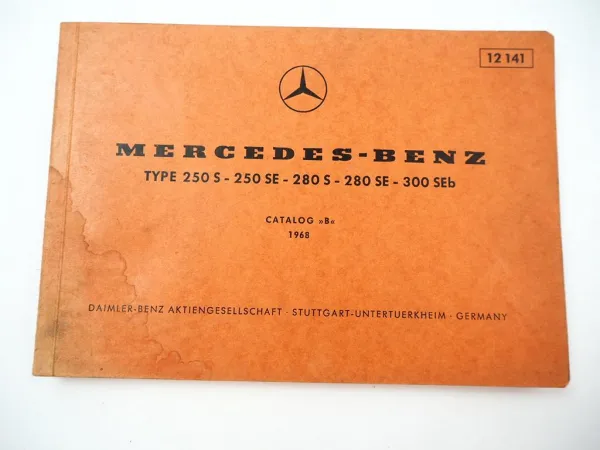 12 141
MERCEDES-BENZ
TYPE 250 S - 250 SE - 280 S - 280 SE - 300 SEb
CATALOG »B«
1968
DAIMLER-BENZ AKTIENGESELLSCHAFT · STUTTGART-UNTERTUERKHEIM · GERMANY